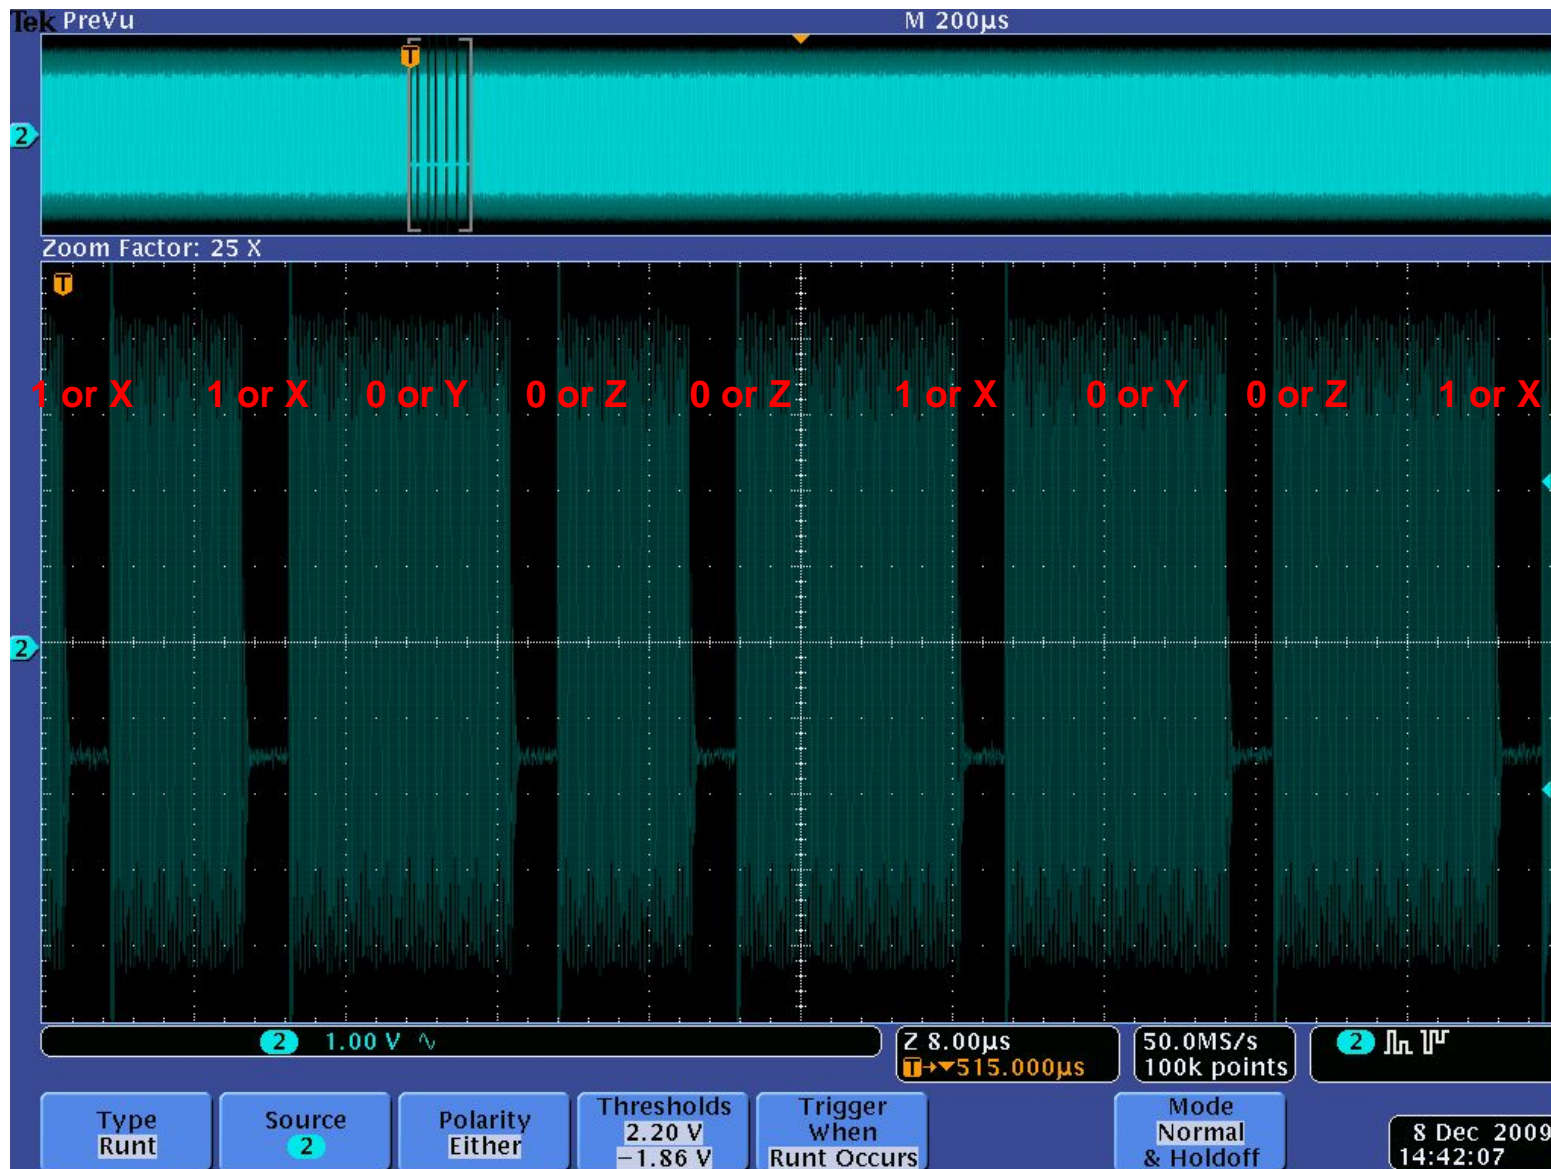 Tek PreVu M 200µs
T
2
Zoom Factor: 25 X
T
1 or X 1 or X 0 or Y 0 or Z 0 or Z 1 or X 0 or Y 0 or Z 1 or X
2
2 1.00 V
Z 8.00µs
T→▼515.000µs
50.0MS/s
100k points
2
Type
Runt
Source
2
Polarity
Either
Thresholds
2.20 V
−1.86 V
Trigger
When
Runt Occurs
Mode
Normal
& Holdoff
8 Dec 2009
14:42:07